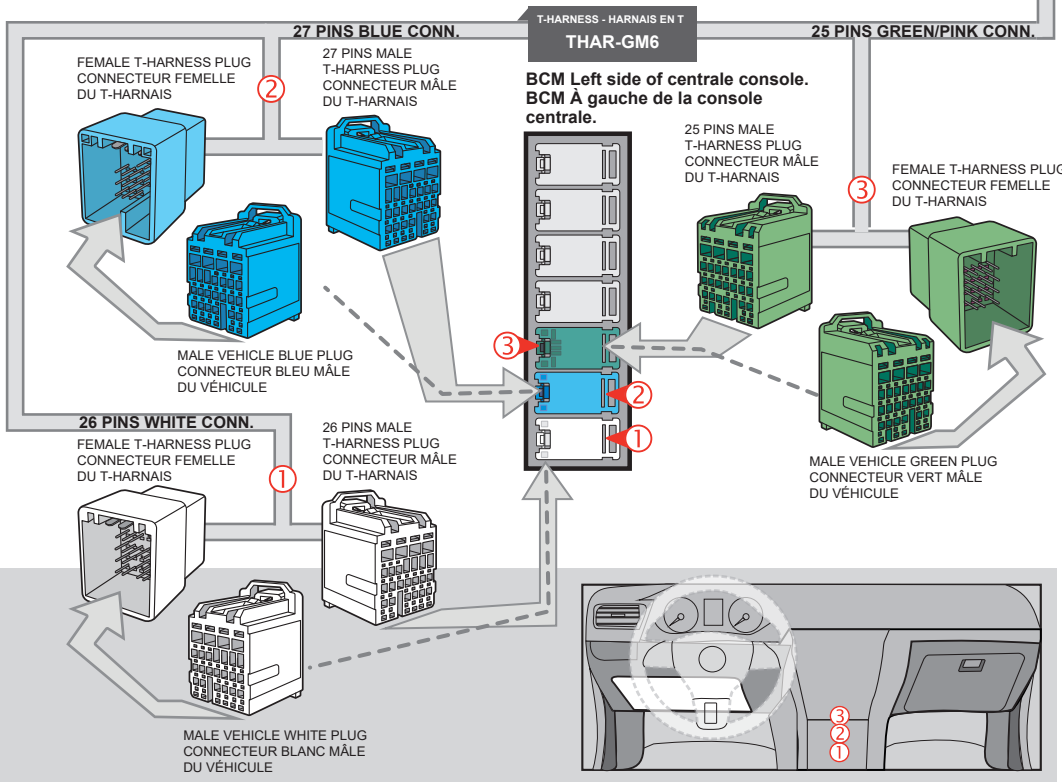 T-HARNESS - HARNAIS EN T
THAR-GM6
27 PINS BLUE CONN.
25 PINS GREEN/PINK CONN.
FEMALE T-HARNESS PLUG
CONNECTEUR FEMELLE
DU T-HARNAIS
2
27 PINS MALE
T-HARNESS PLUG
CONNECTEUR MÂLE
DU T-HARNAIS
BCM Left side of centrale console.
BCM À gauche de la console
centrale.
25 PINS MALE
T-HARNESS PLUG
CONNECTEUR MÂLE
DU T-HARNAIS
3
FEMALE T-HARNESS PLUG
CONNECTEUR FEMELLE
DU T-HARNAIS
MALE VEHICLE BLUE PLUG
CONNECTEUR BLEU MÂLE
DU VÉHICULE
3
2
1
26 PINS WHITE CONN.
FEMALE T-HARNESS PLUG
CONNECTEUR FEMELLE
DU T-HARNAIS
1
26 PINS MALE
T-HARNESS PLUG
CONNECTEUR MÂLE
DU T-HARNAIS
MALE VEHICLE GREEN PLUG
CONNECTEUR VERT MÂLE
DU VÉHICULE
MALE VEHICLE WHITE PLUG
CONNECTEUR BLANC MÂLE
DU VÉHICULE
3
2
1